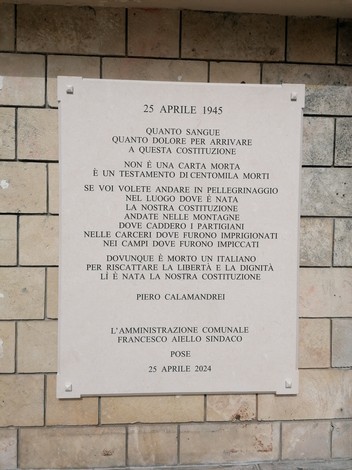 25 APRILE 1945
QUANTO SANGUE
QUANTO DOLORE PER ARRIVARE
A QUESTA COSTITUZIONE
NON É UNA CARTA MORTA
È UN TESTAMENTO DI CENTOMILA MORTI
SE VOI VOLETE ANDARE IN PELLEGRINAGGIO
NEL LUOGO DOVE È NATA
LA NOSTRA COSTITUZIONE
ANDATE NELLE MONTAGNE
DOVE CADDERO I PARTIGIANI
NELLE CARCERI DOVE FURONO IMPRIGIONATI
NEI CAMPI DOVE FURONO IMPICCATI
DOVUNQUE È MORTO UN ITALIANO
PER RISCATTARE LA LIBERTÀ E LA DIGNITÀ
LÍ È NATA LA NOSTRA COSTITUZIONE
PIERO CALAMANDREI
L'AMMINISTRAZIONE COMUNALE
FRANCESCO AIELLO SINDACO
POSE
25 APRILE 2024